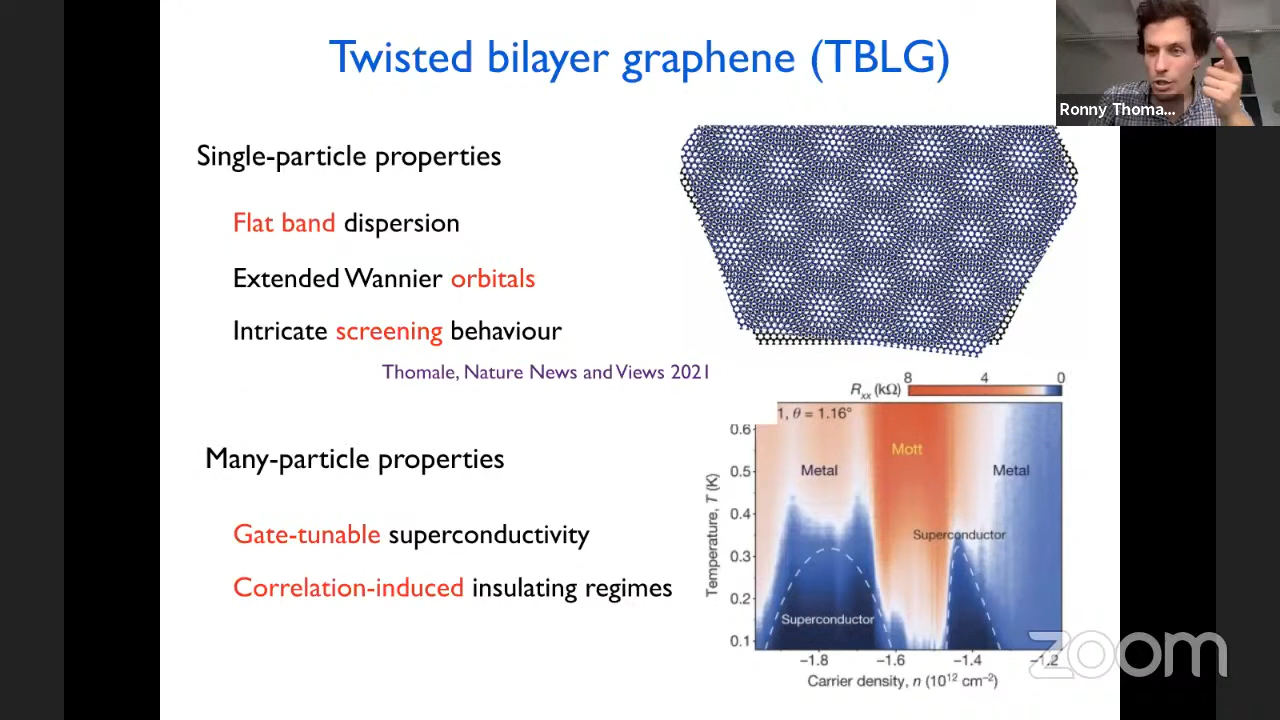 Twisted bilayer graphene (TBLG)
Ronny Thoma...
Single-particle properties
Flat band dispersion
Extended Wannier orbitals
Intricate screening behaviour
Thomale, Nature News and Views 2021
Many-particle properties
Gate-tunable superconductivity
Correlation-induced insulating regimes
8 4 0
Rxx (kΩ)
1, θ = 1.16°
Mott
Metal
Metal
Superconductor
Superconductor
Temperature, T (K)
0.6
0.5
0.4
0.3
0.2
0.1
−1.8 −1.6 −1.4 −1.2
Carrier density, n (10¹² cm⁻²)
zoom